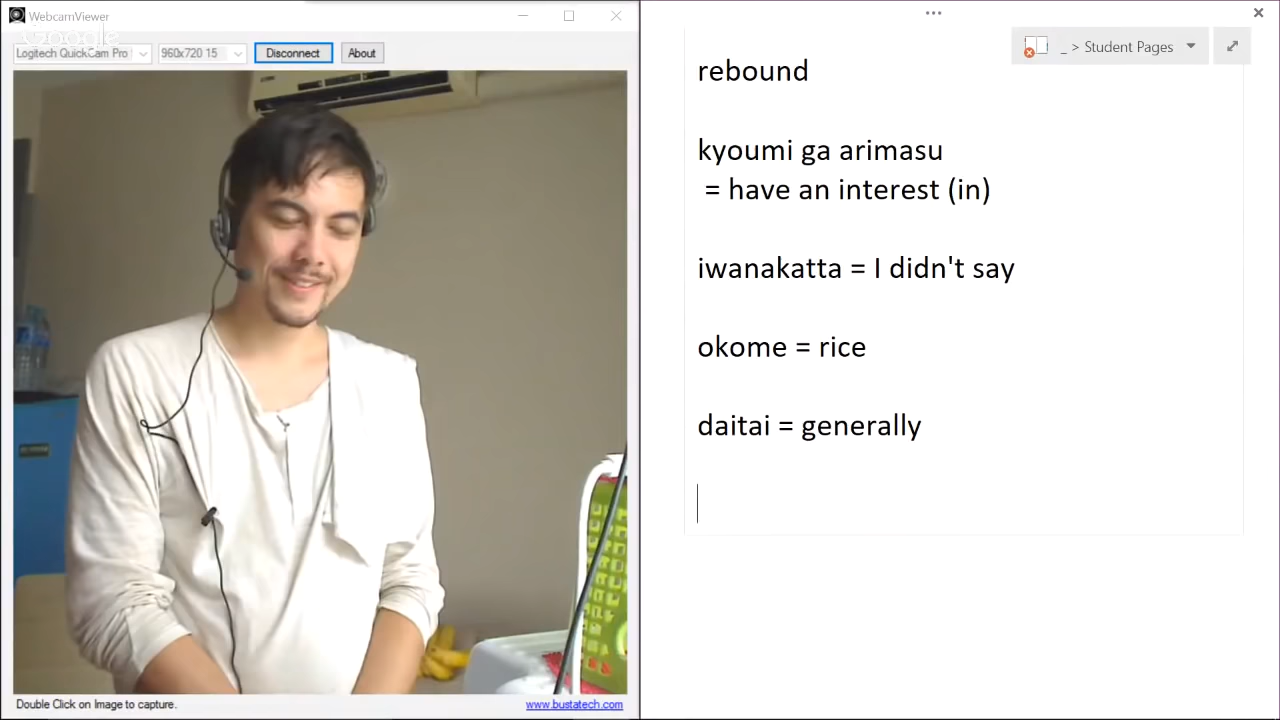 WebcamViewer
Google
Logitech QuickCam Pro
960x720 15
Disconnect
About
Double Click on Image to capture.
www.bustatech.com
_ > Student Pages
rebound
kyoumi ga arimasu
= have an interest (in)
iwanakatta = I didn't say
okome = rice
daitai = generally